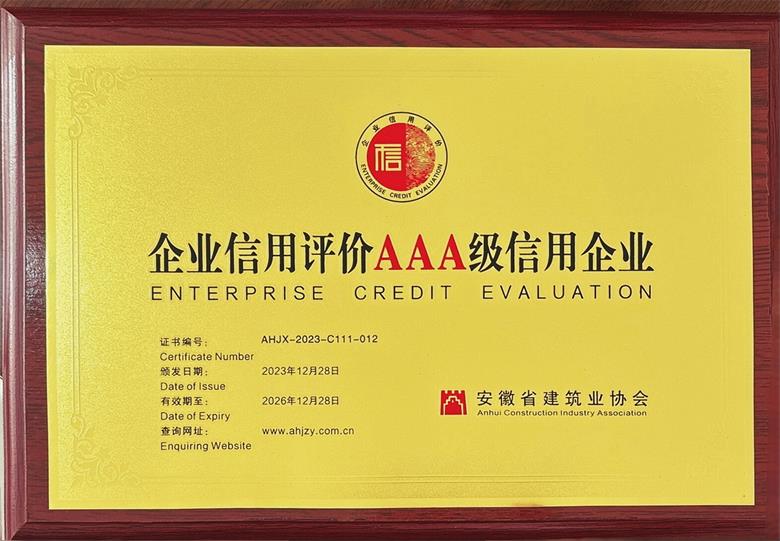 企业信用评价
信
ENTERPRISE CREDIT EVALUATION
企业信用评价AAA级信用企业
ENTERPRISE CREDIT EVALUATION
证书编号: AHJX-2023-C111-012
Certificate Number
颁发日期: 2023年12月28日
Date of Issue
有效期至: 2026年12月28日
Date of Expiry
查询网址: www.ahjzy.com.cn
Enquiring Website
安徽省建筑业协会
Anhui Construction Industry Association